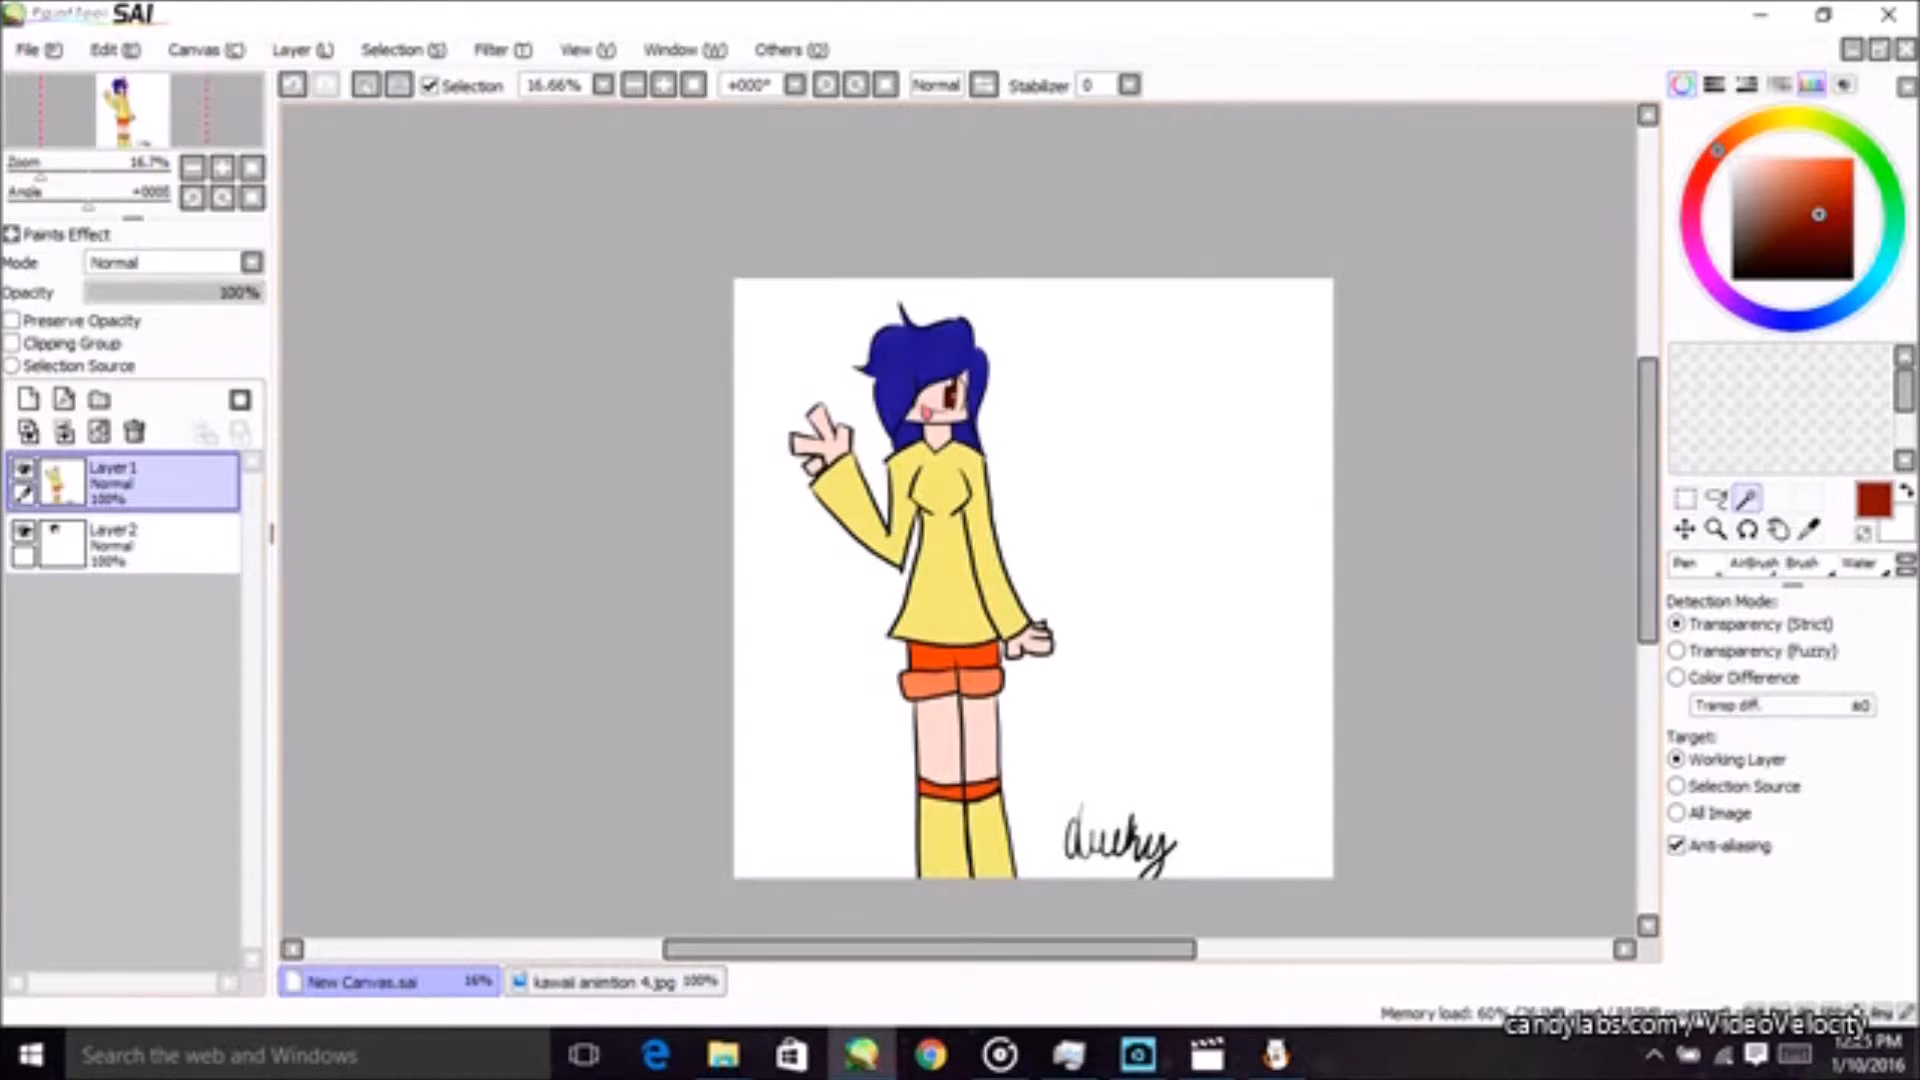 PaintTool SAI
File (F) Edit (E) Canvas (C) Layer (L) Selection (S) Filter (T) View (V) Window (W) Others (O)
Selection 16.66% +000° Normal Stabilizer 0
Zoom 16.7%
Angle +000
Paints Effect
Mode Normal
Opacity 100%
Preserve Opacity
Clipping Group
Selection Source
Layer1
Normal
100%
Layer2
Normal
100%
Pen AirBrush Brush Water
Detection Mode:
Transparency (Strict)
Transparency (Fuzzy)
Color Difference
Target:
Working Layer
Selection Source
All Image
Anti-aliasing
New Canvas.sai 16% kawaii animtion 4.jpg 100%
Memory load: 60%
candylabs.com/*VideoVelocity
Search the web and Windows
PM
1/10/2016